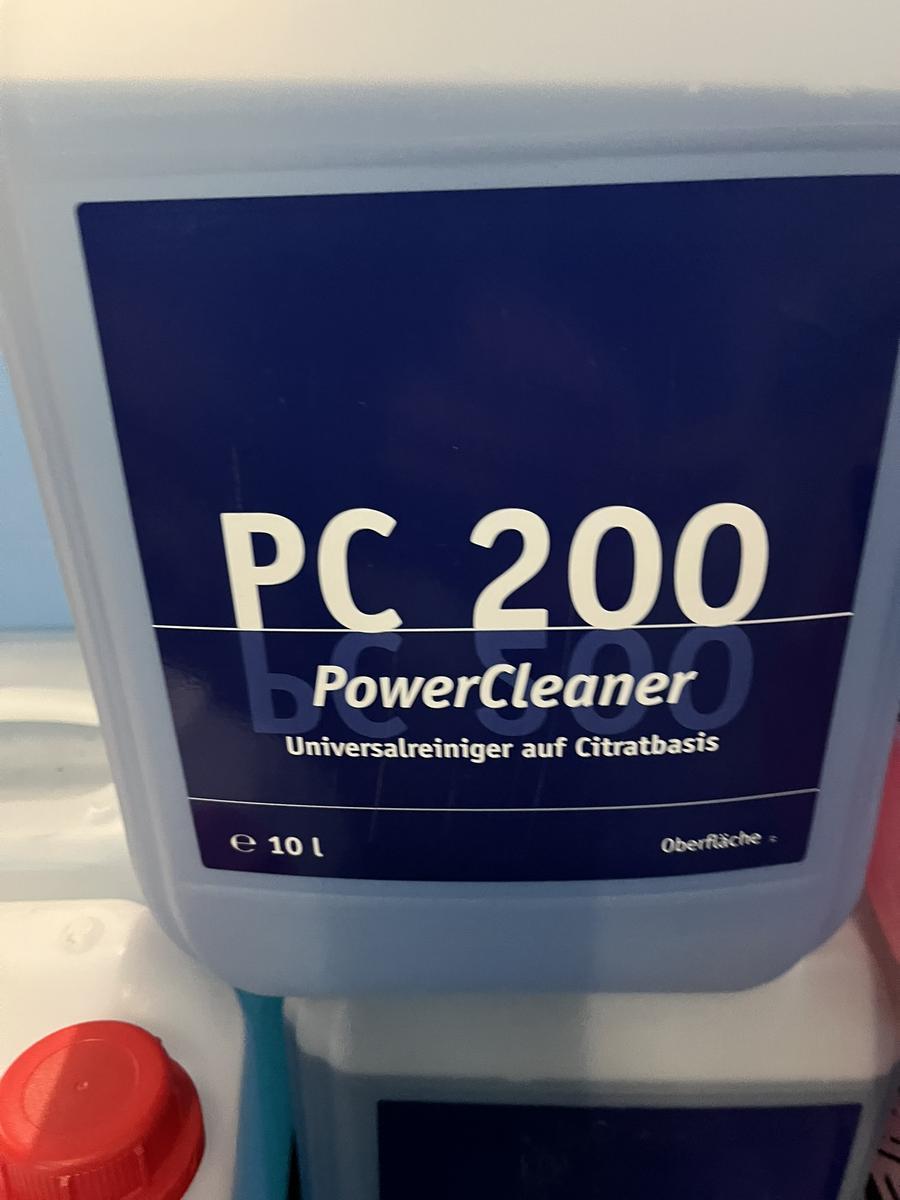 PC 200
PowerCleaner
Universalreiniger auf Citratbasis
℮ 10 l
Oberfläche